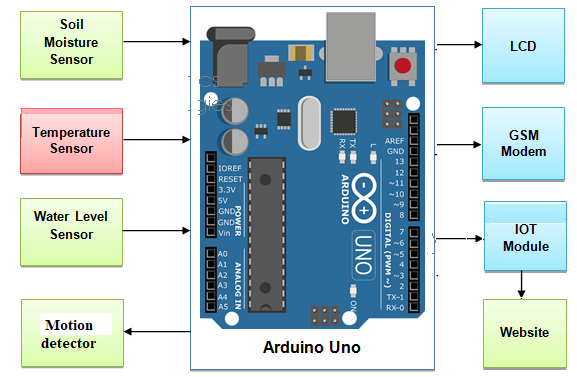 Soil
Moisture
Sensor
Temperature
Sensor
Water Level
Sensor
Motion
detector
IOREF
RESET
3.3V
5V
GND
GND
Vin
POWER
A0
A1
A2
A3
A4
A5
ANALOG IN
RX
TX
L
ARDUINO
UNO
ON
AREF
GND
13
12
~11
~10
~9
8
7
~6
~5
~4
~3
2
TX-1
RX-0
DIGITAL (PWM ~)
Arduino Uno
LCD
GSM
Modem
IOT
Module
Website